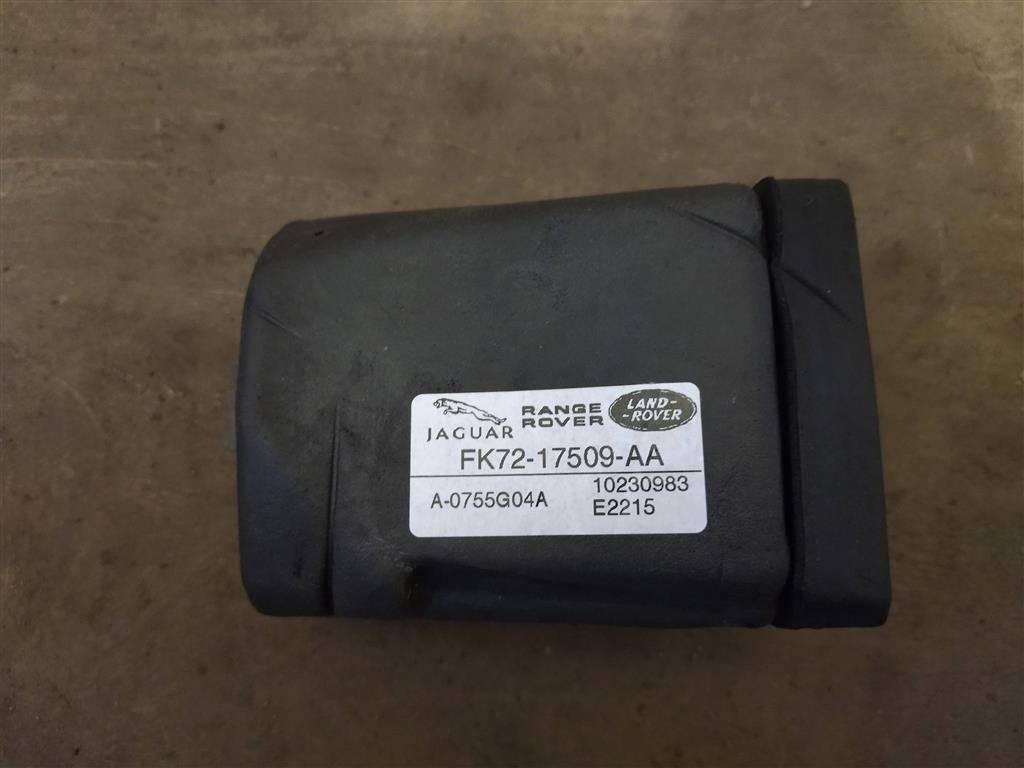 JAGUAR RANGE ROVER LAND-ROVER
FK72-17509-AA
A-0755G04A
10230983
E2215